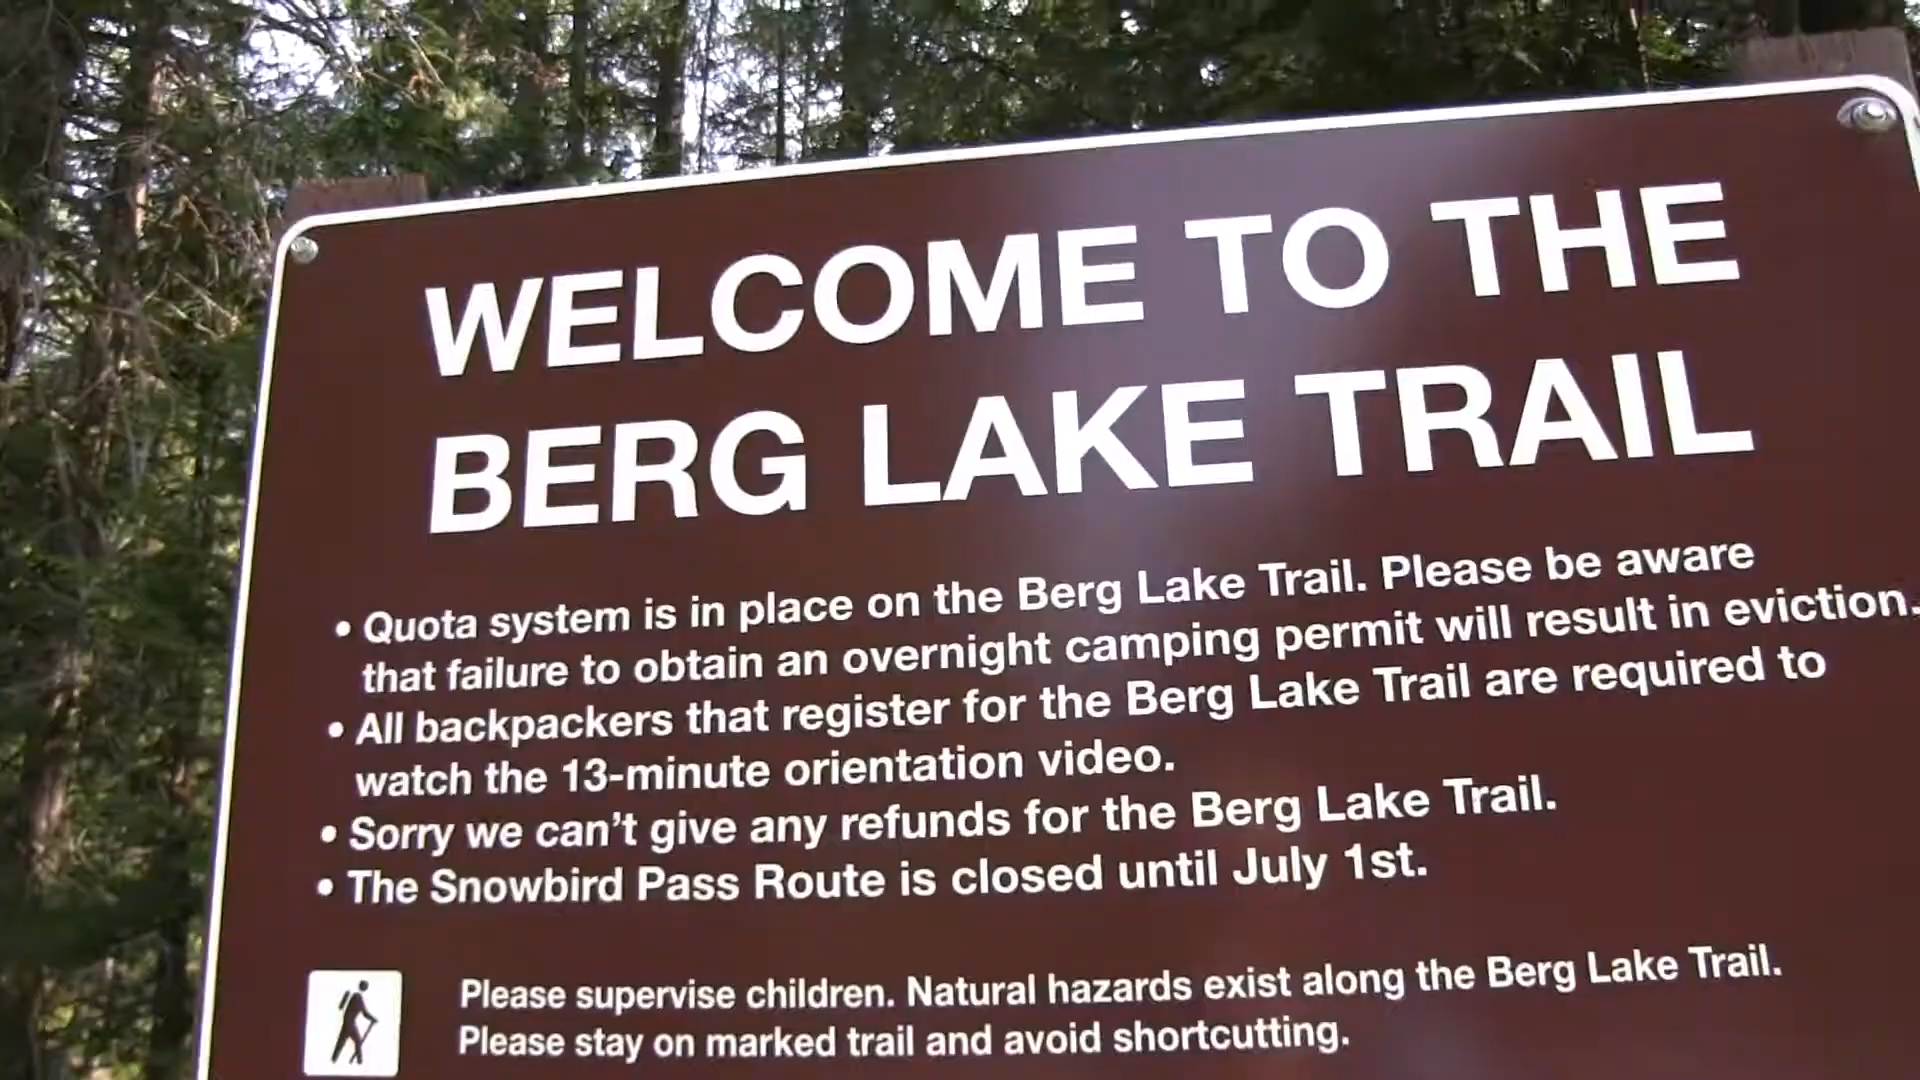 WELCOME TO THE
BERG LAKE TRAIL
• Quota system is in place on the Berg Lake Trail. Please be aware
that failure to obtain an overnight camping permit will result in eviction.
• All backpackers that register for the Berg Lake Trail are required to
watch the 13-minute orientation video.
• Sorry we can't give any refunds for the Berg Lake Trail.
• The Snowbird Pass Route is closed until July 1st.
Please supervise children. Natural hazards exist along the Berg Lake Trail.
Please stay on marked trail and avoid shortcutting.